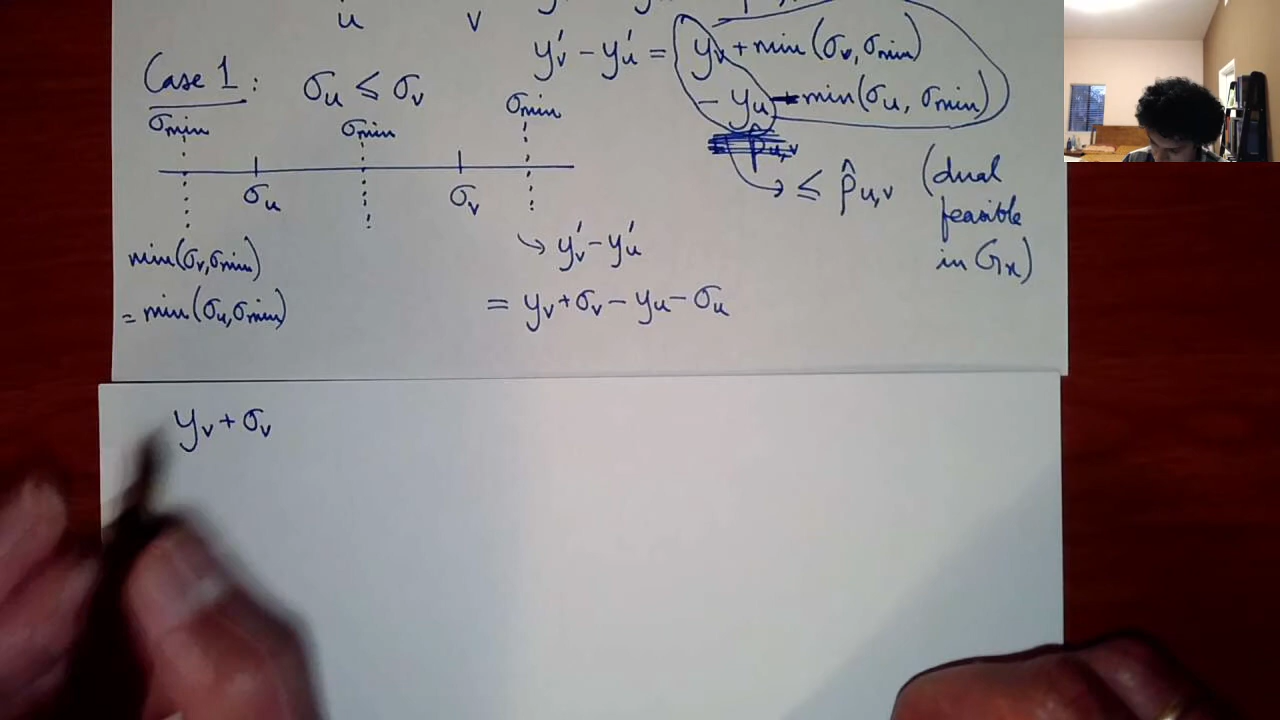 u v
y'v − y'u = yv + min(σv, σmin)
− yu − min(σu, σmin)
Case 1: σu ≤ σv
σmin σmin σmin
σu σv
≤ p̂u,v (dual feasible in Gx)
min(σv, σmin)
= min(σu, σmin)
↪ y'v − y'u
= yv + σv − yu − σu
yv + σv